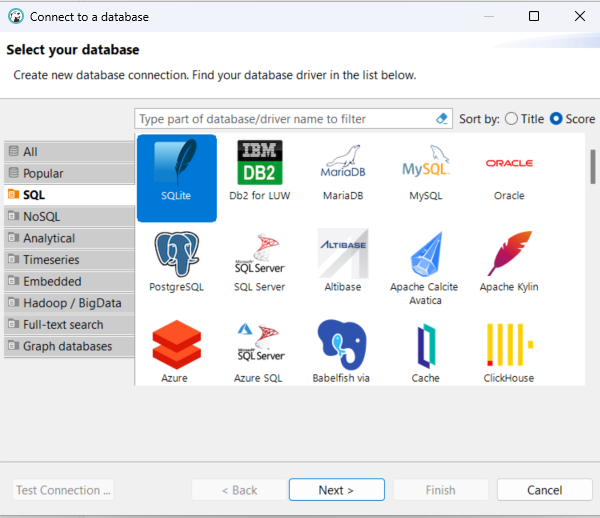 Connect to a database
Select your database
Create new database connection. Find your database driver in the list below.
Type part of database/driver name to filter
Sort by: Title Score
All
Popular
SQL
NoSQL
Analytical
Timeseries
Embedded
Hadoop / BigData
Full-text search
Graph databases
SQLite
IBM
DB2
Db2 for LUW
MariaDB
MariaDB
MySQL
MySQL
ORACLE
Oracle
PostgreSQL
Microsoft
SQL Server
SQL Server
ALTIBASE
Altibase
Apache Calcite
Avatica
Apache Kylin
Azure
Microsoft
SQL Server
Azure SQL
Babelfish via
Cache
ClickHouse
Test Connection ...
< Back
Next >
Finish
Cancel